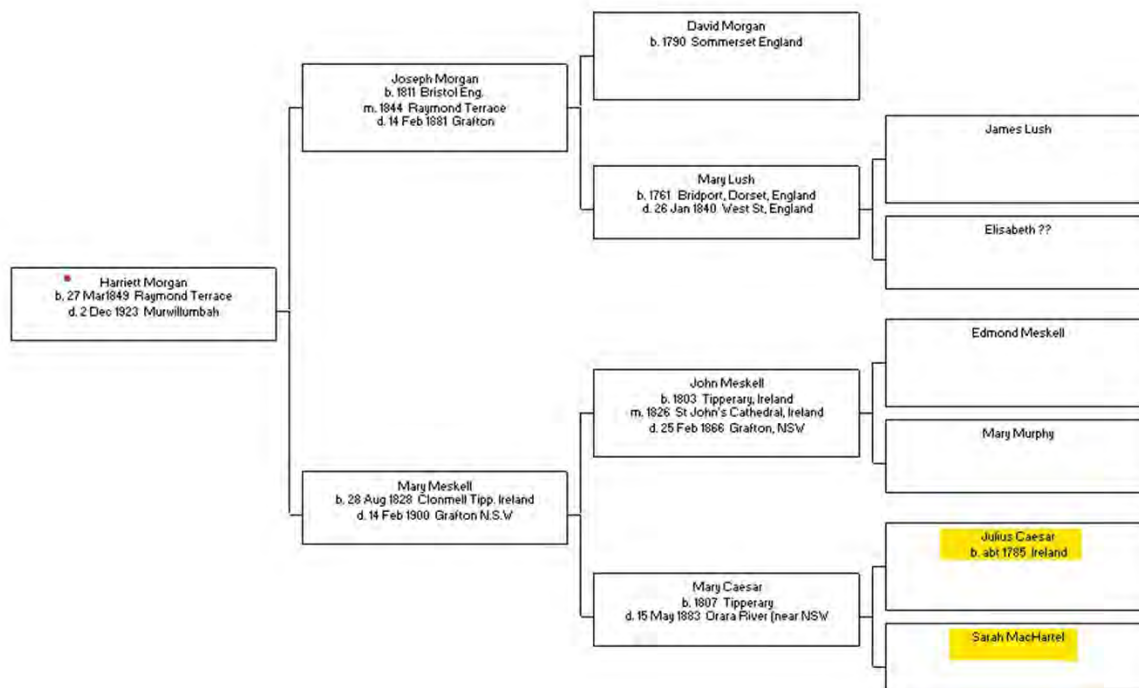 David Morgan
b. 1790 Sommerset England
Joseph Morgan
b. 1811 Bristol Eng.
m. 1844 Raymond Terrace
d. 14 Feb 1881 Grafton
James Lush
Mary Lush
b. 1761 Bridport, Dorset, England
d. 26 Jan 1840 West St, England
Elisabeth ??
Harriett Morgan
b. 27 Mar1849 Raymond Terrace
d. 2 Dec 1923 Murwillumbah
Edmond Meskell
John Meskell
b. 1803 Tipperary, Ireland
m. 1826 St John's Cathedral, Ireland
d. 25 Feb 1866 Grafton, NSW
Mary Murphy
Mary Meskell
b. 28 Aug 1828 Clonmell Tipp. Ireland
d. 14 Feb 1900 Grafton N.S.W
Julius Caesar
b. abt 1785 Ireland
Mary Caesar
b. 1807 Tipperary
d. 15 May 1883 Orara River (near NSW
Sarah MacHartel